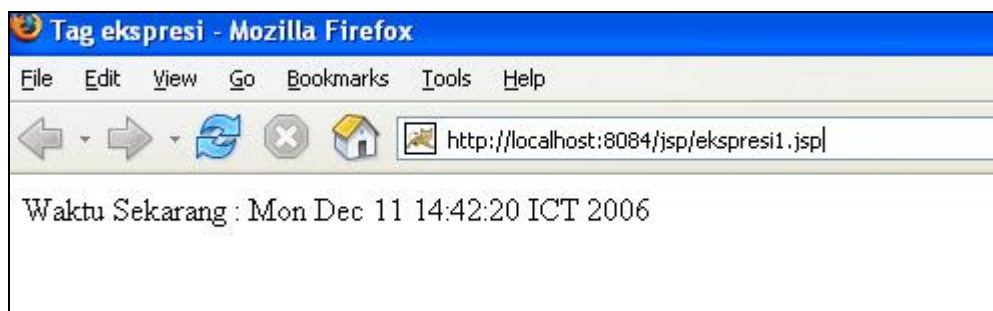 Tag ekspresi - Mozilla Firefox
File Edit View Go Bookmarks Tools Help
http://localhost:8084/jsp/ekspresi1.jsp
Waktu Sekarang : Mon Dec 11 14:42:20 ICT 2006